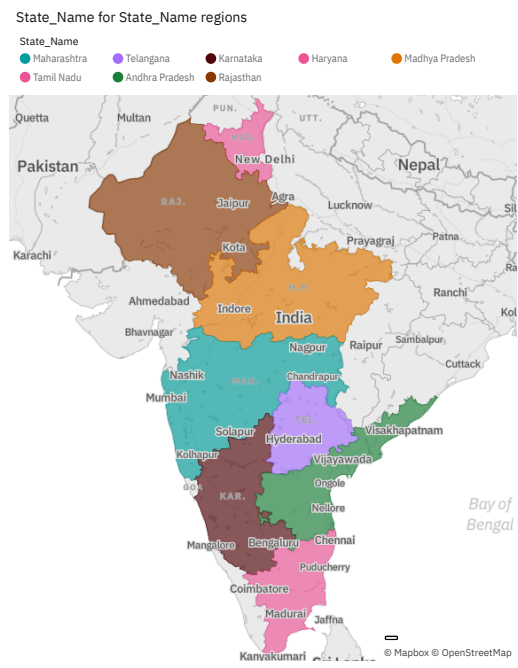 State_Name for State_Name regions
State_Name
Maharashtra Telangana Karnataka Haryana Madhya Pradesh
Tamil Nadu Andhra Pradesh Rajasthan
PUN.
Quetta Multan UTT.
HAR.
New Delhi
Pakistan Nepal
RAJ. Jaipur Agra
Lucknow
Kota Prayagraj Patna
Karachi
M.P.
Ahmedabad Indore India Ranchi
Bhavnagar Nagpur Raipur Sambalpur
Nashik Chandrapur Cuttack
MAH.
Mumbai
TEL.
Solapur Hyderabad Visakhapatnam
Kolhapur Vijayawada
GOA
KAR. Ongole
Nellore Bay of
Bengal
Mangalore Bengaluru Chennai
Puducherry
Coimbatore
Madurai Jaffna
Kanyakumari
© Mapbox © OpenStreetMap